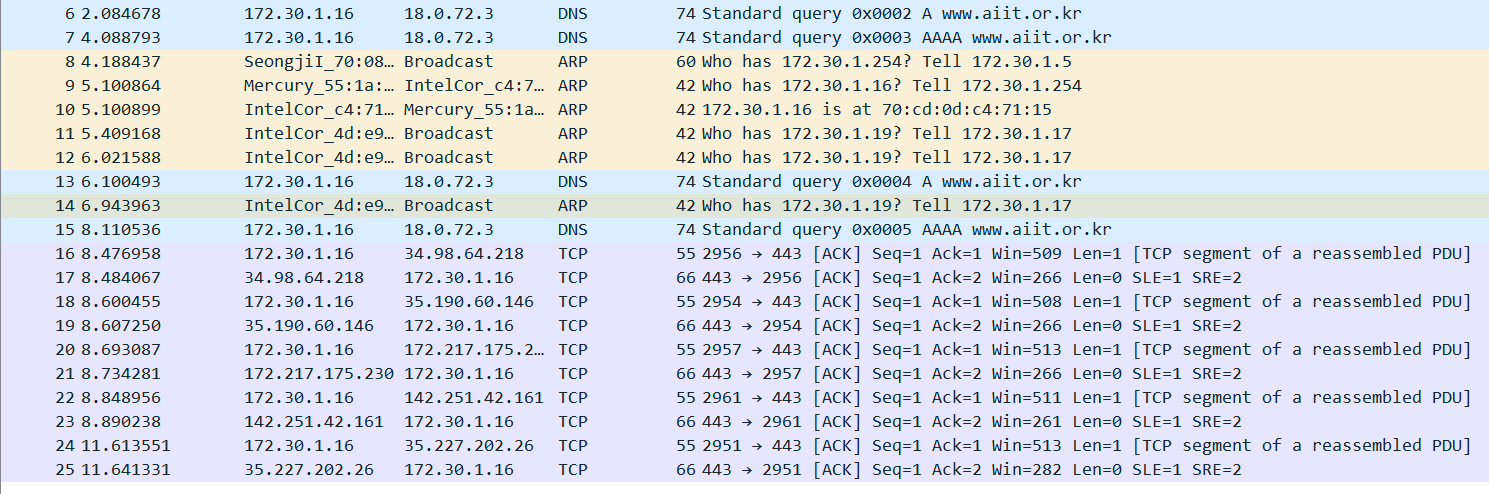 6 2.084678 172.30.1.16 18.0.72.3 DNS 74 Standard query 0x0002 A www.aiit.or.kr
7 4.088793 172.30.1.16 18.0.72.3 DNS 74 Standard query 0x0003 AAAA www.aiit.or.kr
8 4.188437 SeongjiI_70:08… Broadcast ARP 60 Who has 172.30.1.254? Tell 172.30.1.5
9 5.100864 Mercury_55:1a:… IntelCor_c4:7… ARP 42 Who has 172.30.1.16? Tell 172.30.1.254
10 5.100899 IntelCor_c4:71… Mercury_55:1a… ARP 42 172.30.1.16 is at 70:cd:0d:c4:71:15
11 5.409168 IntelCor_4d:e9… Broadcast ARP 42 Who has 172.30.1.19? Tell 172.30.1.17
12 6.021588 IntelCor_4d:e9… Broadcast ARP 42 Who has 172.30.1.19? Tell 172.30.1.17
13 6.100493 172.30.1.16 18.0.72.3 DNS 74 Standard query 0x0004 A www.aiit.or.kr
14 6.943963 IntelCor_4d:e9… Broadcast ARP 42 Who has 172.30.1.19? Tell 172.30.1.17
15 8.110536 172.30.1.16 18.0.72.3 DNS 74 Standard query 0x0005 AAAA www.aiit.or.kr
16 8.476958 172.30.1.16 34.98.64.218 TCP 55 2956 → 443 [ACK] Seq=1 Ack=1 Win=509 Len=1 [TCP segment of a reassembled PDU]
17 8.484067 34.98.64.218 172.30.1.16 TCP 66 443 → 2956 [ACK] Seq=1 Ack=2 Win=266 Len=0 SLE=1 SRE=2
18 8.600455 172.30.1.16 35.190.60.146 TCP 55 2954 → 443 [ACK] Seq=1 Ack=1 Win=508 Len=1 [TCP segment of a reassembled PDU]
19 8.607250 35.190.60.146 172.30.1.16 TCP 66 443 → 2954 [ACK] Seq=1 Ack=2 Win=266 Len=0 SLE=1 SRE=2
20 8.693087 172.30.1.16 172.217.175.2… TCP 55 2957 → 443 [ACK] Seq=1 Ack=1 Win=513 Len=1 [TCP segment of a reassembled PDU]
21 8.734281 172.217.175.230 172.30.1.16 TCP 66 443 → 2957 [ACK] Seq=1 Ack=2 Win=266 Len=0 SLE=1 SRE=2
22 8.848956 172.30.1.16 142.251.42.161 TCP 55 2961 → 443 [ACK] Seq=1 Ack=1 Win=511 Len=1 [TCP segment of a reassembled PDU]
23 8.890238 142.251.42.161 172.30.1.16 TCP 66 443 → 2961 [ACK] Seq=1 Ack=2 Win=261 Len=0 SLE=1 SRE=2
24 11.613551 172.30.1.16 35.227.202.26 TCP 55 2951 → 443 [ACK] Seq=1 Ack=1 Win=513 Len=1 [TCP segment of a reassembled PDU]
25 11.641331 35.227.202.26 172.30.1.16 TCP 66 443 → 2951 [ACK] Seq=1 Ack=2 Win=282 Len=0 SLE=1 SRE=2